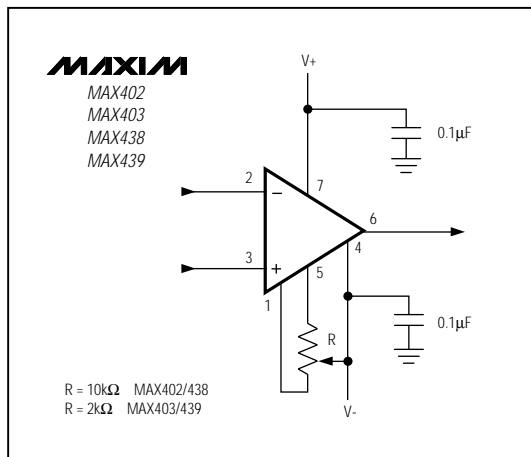 MAXIM
MAX402
MAX403
MAX438
MAX439
V+
0.1μF
2
7
−
6
3
4
+
5
1
0.1μF
R
R = 10kΩ MAX402/438
R = 2kΩ MAX403/439
V-